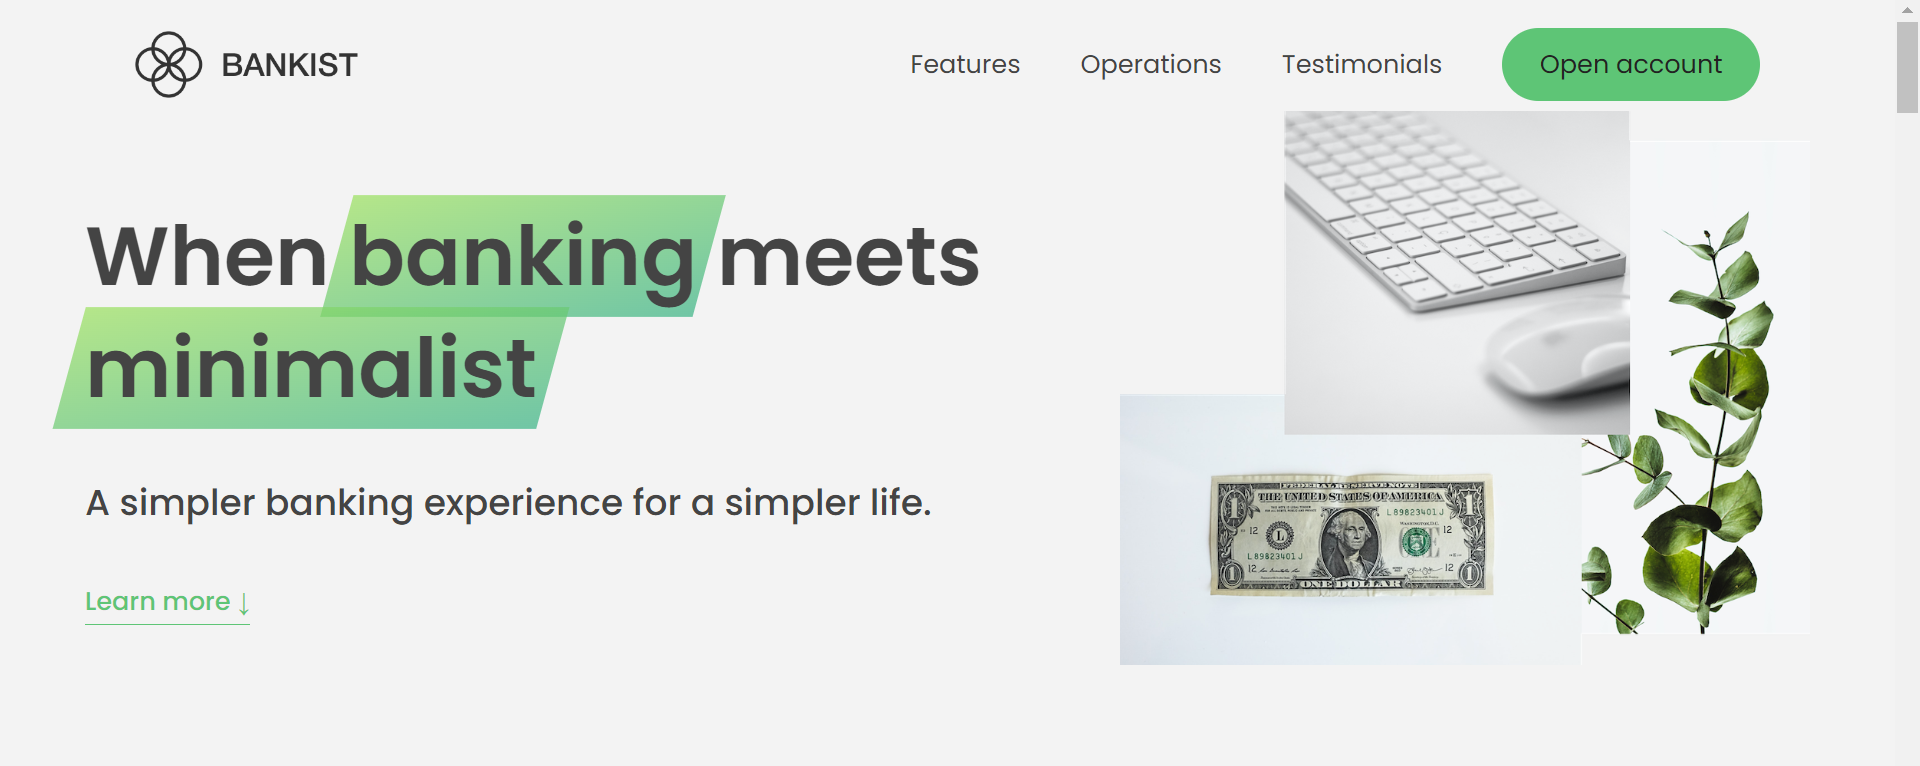 BANKIST
Features
Operations
Testimonials
Open account
When banking meets
minimalist
A simpler banking experience for a simpler life.
Learn more ↓
FEDERAL RESERVE NOTE
THE UNITED STATES OF AMERICA
L 89823401 J
12
WASHINGTON, D.C.
12
L
L 89823401 J
12
12
1
1
1
1
ONE DOLLAR